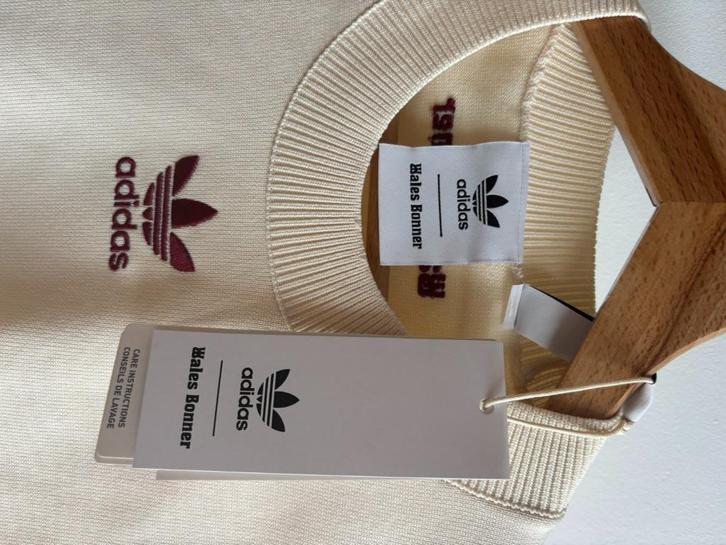 adidas
adidas
Wales Bonner
adidas
Wales Bonner
CARE INSTRUCTIONS
CONSEILS DE LAVAGE